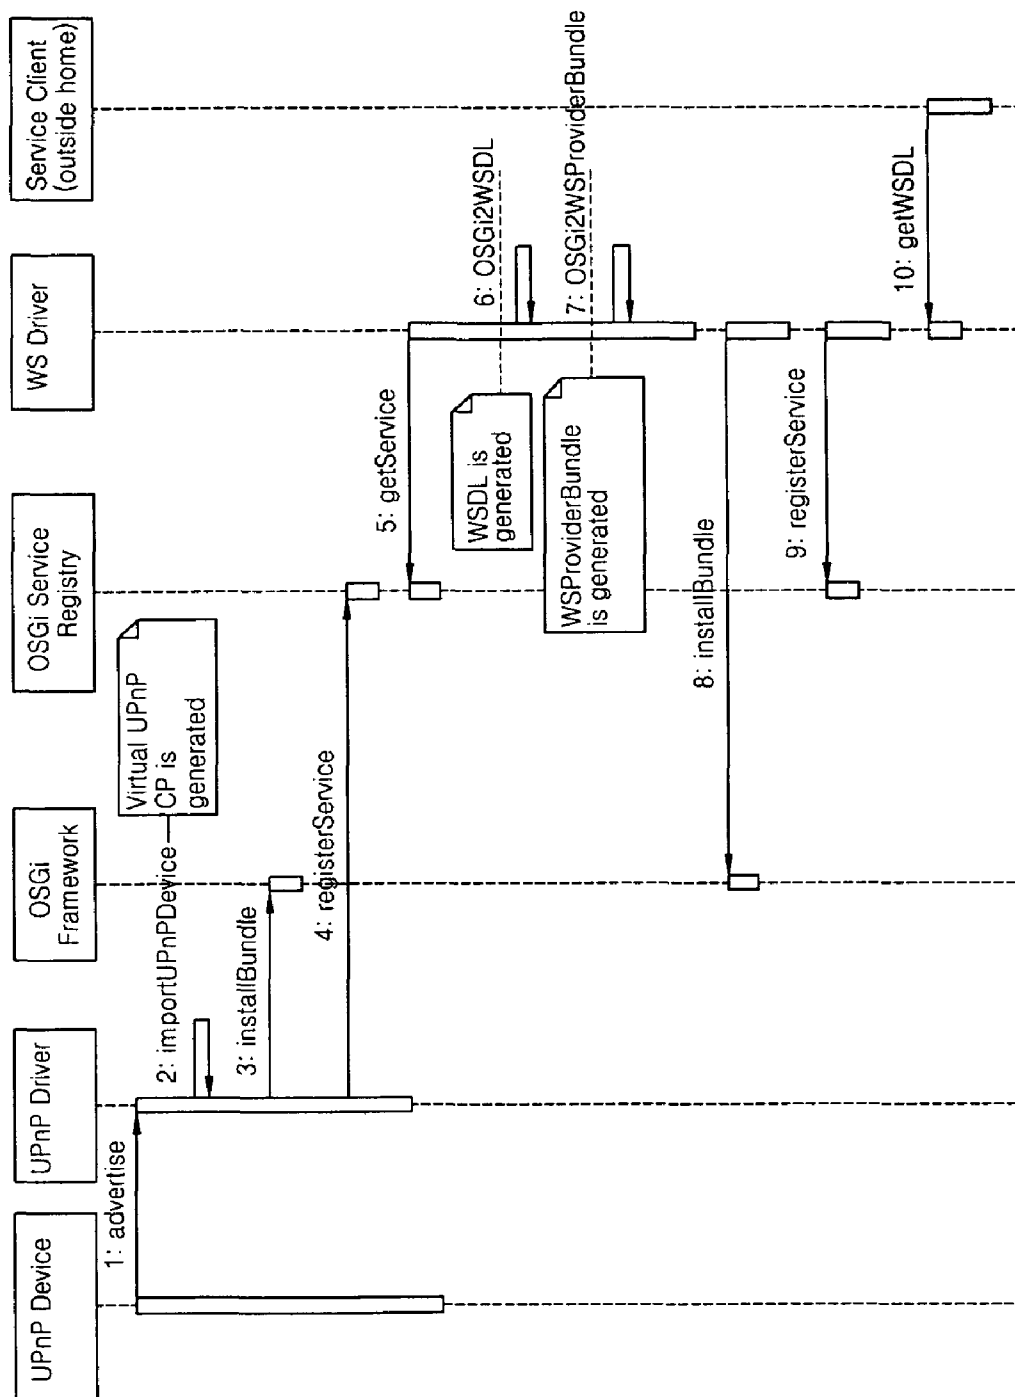 UPnP Device
UPnP Driver
OSGi
Framework
OSGi Service
Registry
WS Driver
Service Client
(outside home)
1: advertise
2: importUPnPDevice
Virtual UPnP
CP is
generated
3: installBundle
4: registerService
5: getService
6: OSGi2WSDL
WSDL is
generated
7: OSGi2WSProviderBundle
WSProviderBundle
is generated
8: installBundle
9: registerService
10: getWSDL